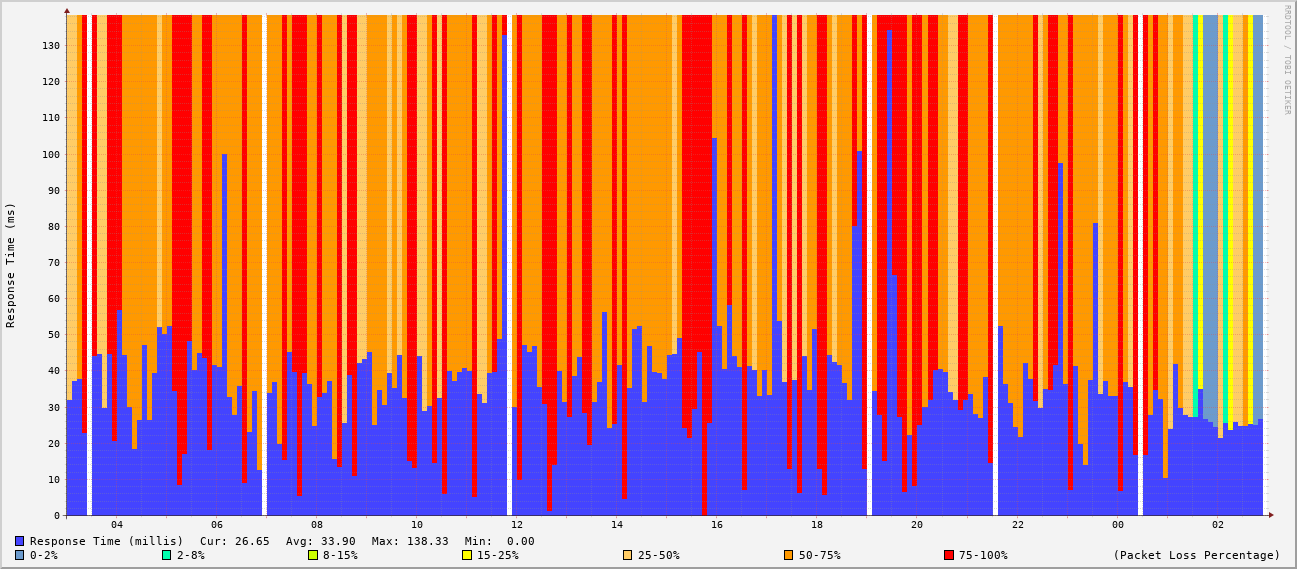 RRDTOOL / TOBI OETIKER
Response Time (ms)
130
120
110
100
90
80
70
60
50
40
30
20
10
0
04 06 08 10 12 14 16 18 20 22 00 02
Response Time (millis) Cur: 26.65 Avg: 33.90 Max: 138.33 Min: 0.00
0-2% 2-8% 8-15% 15-25% 25-50% 50-75% 75-100% (Packet Loss Percentage)